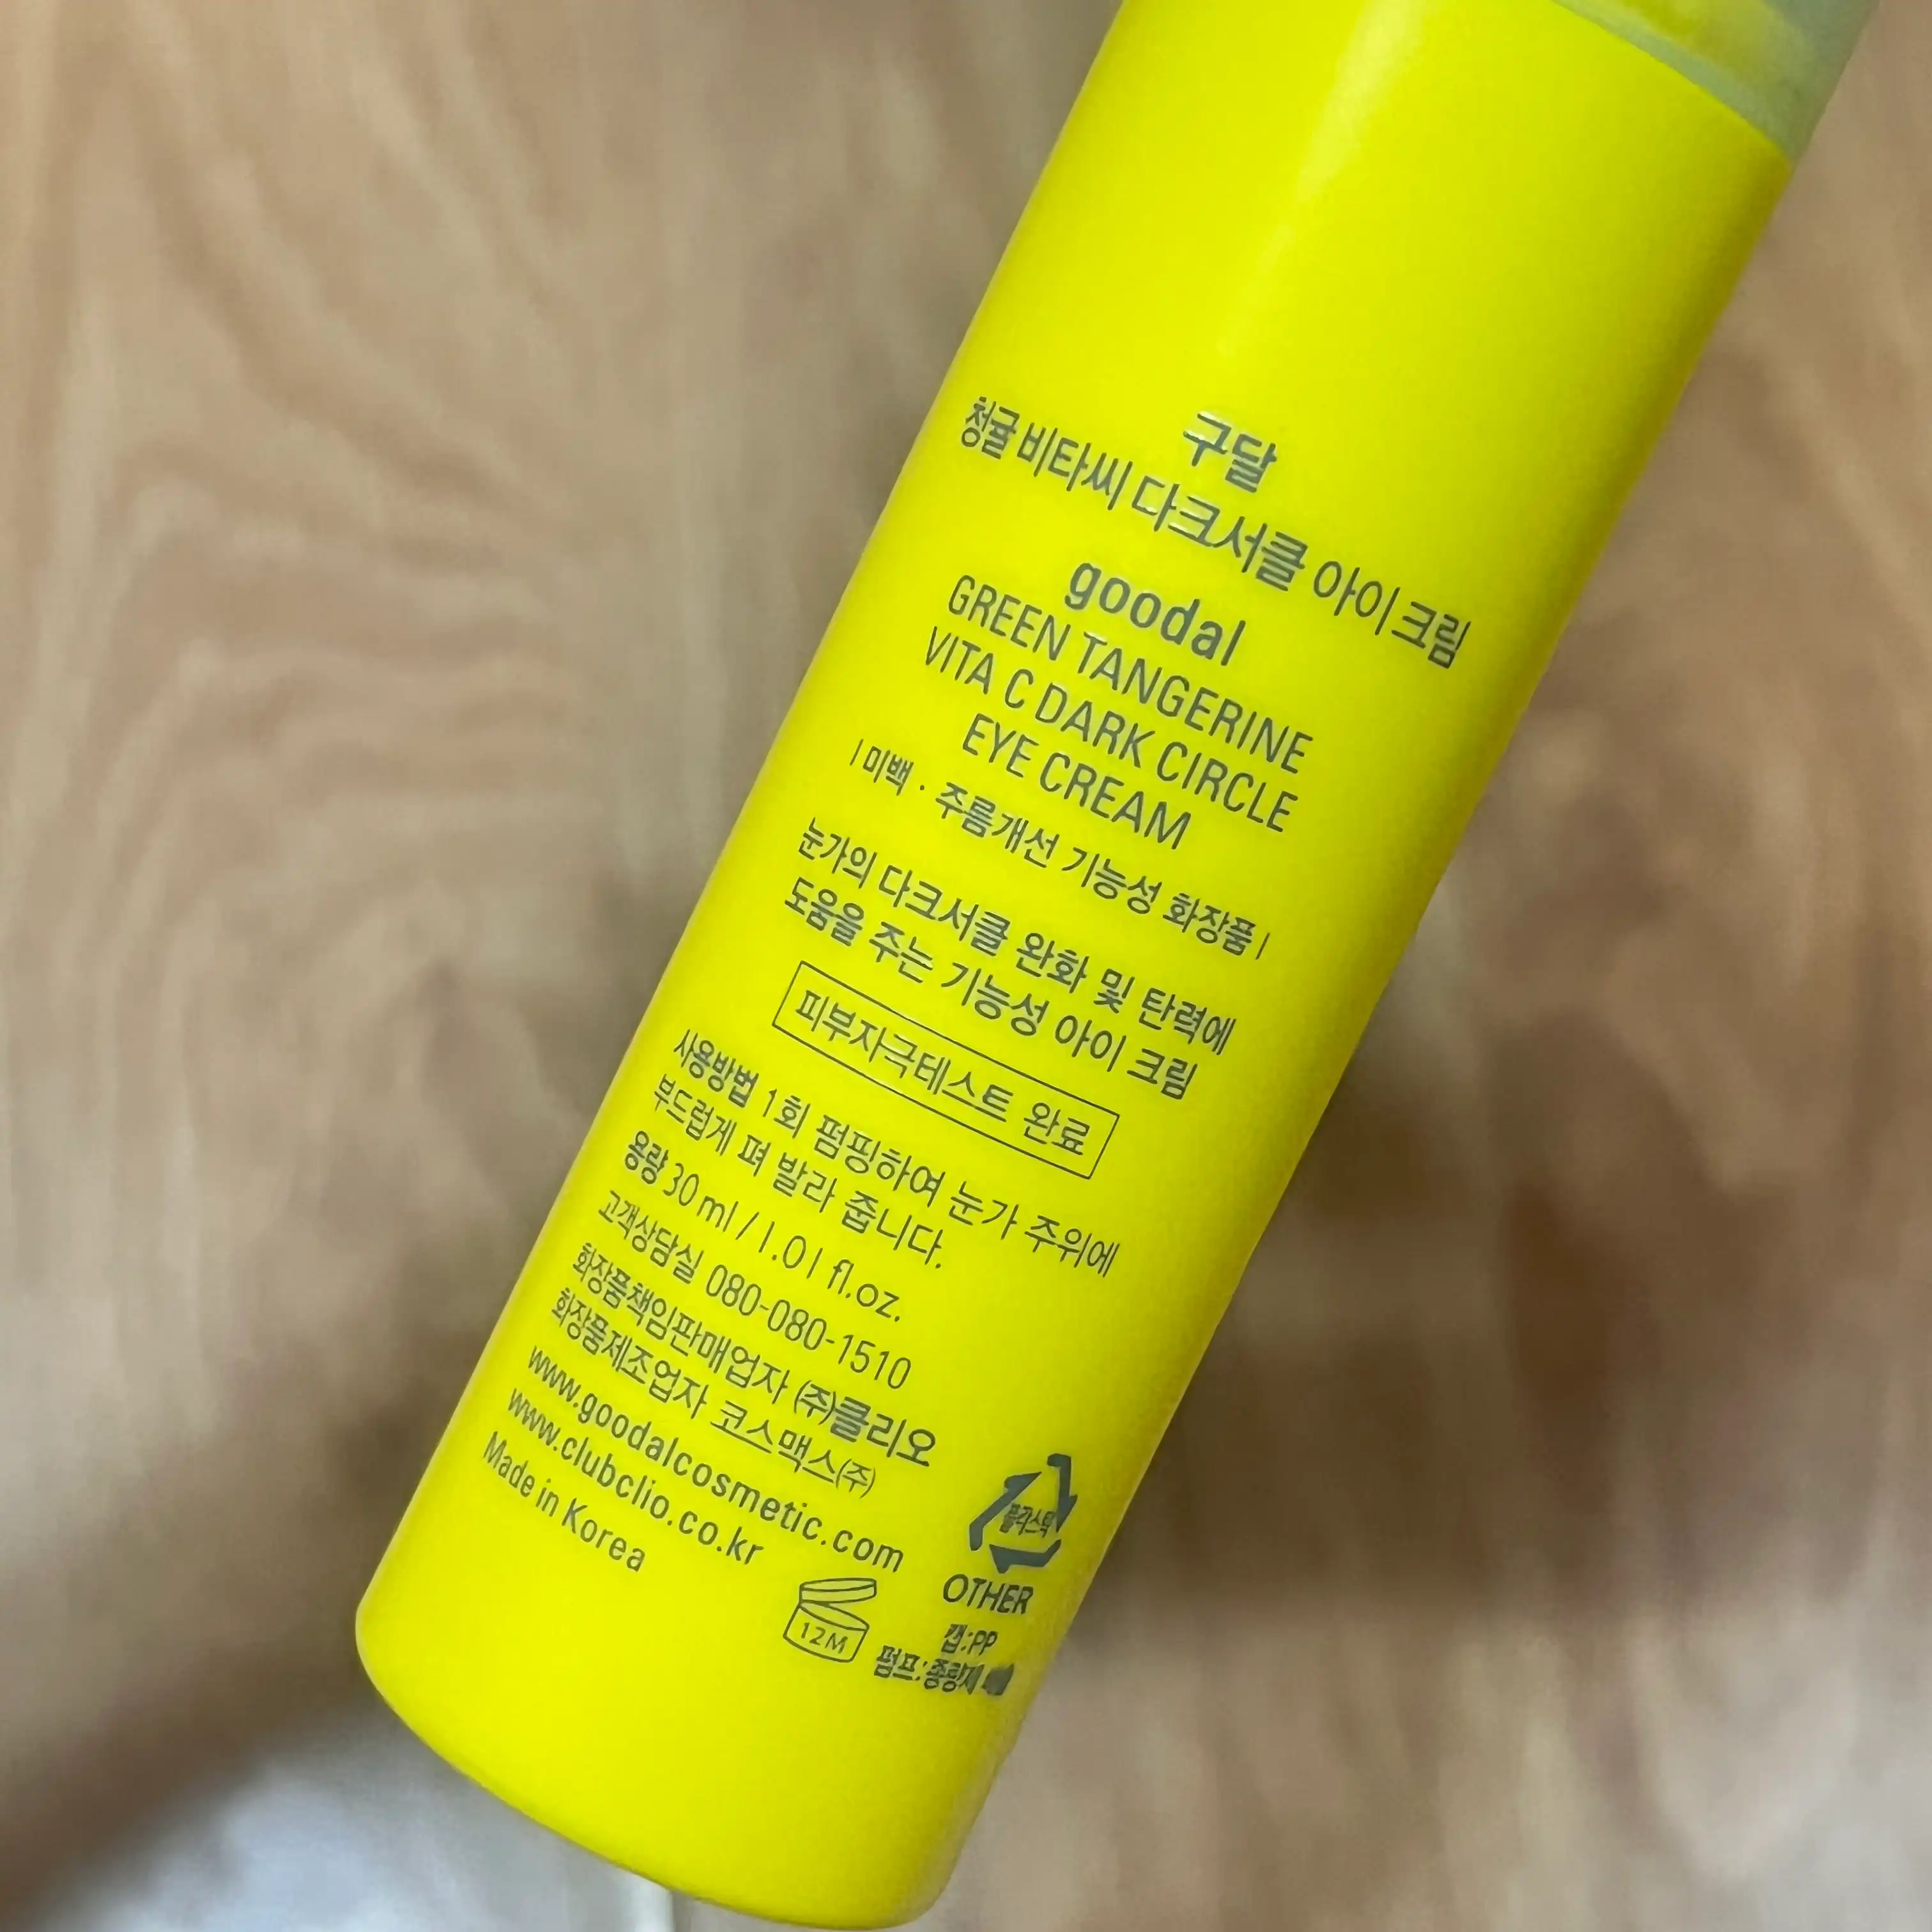 구달
청귤 비타씨 다크서클 아이 크림
goodal
GREEN TANGERINE
VITA C DARK CIRCLE
EYE CREAM
| 미백 · 주름개선 기능성 화장품 |
눈가의 다크서클 완화 및 탄력에
도움을 주는 기능성 아이 크림
피부자극테스트 완료
사용방법 1회 펌핑하여 눈가 주위에
부드럽게 펴 발라 줍니다.
용량 30 ml / 1.01 fl.oz.
고객상담실 080-080-1510
화장품책임판매업자 (주)클리오
화장품제조업자 코스맥스(주)
www.goodalcosmetic.com
www.clubclio.co.kr
Made in Korea
플라스틱
OTHER
캡:PP
펌프:종량제
12M